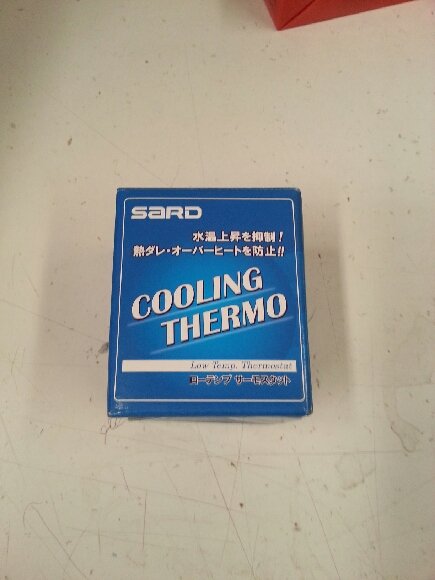 SARD
水温上昇を抑制!
熱ダレ・オーバーヒートを防止!!
COOLING
THERMO
Low Temp. Thermostat
ローテンプ サーモスタット